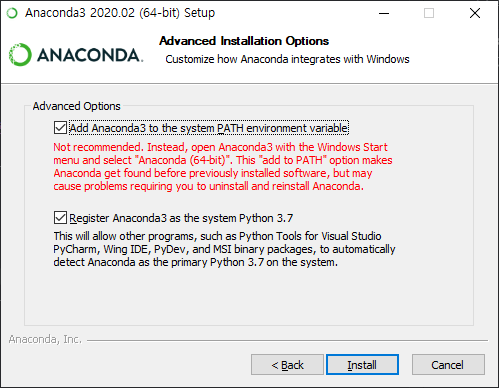 Anaconda3 2020.02 (64-bit) Setup
ANACONDA.
Advanced Installation Options
Customize how Anaconda integrates with Windows
Advanced Options
Add Anaconda3 to the system PATH environment variable
Not recommended. Instead, open Anaconda3 with the Windows Start
menu and select "Anaconda (64-bit)". This "add to PATH" option makes
Anaconda get found before previously installed software, but may
cause problems requiring you to uninstall and reinstall Anaconda.
Register Anaconda3 as the system Python 3.7
This will allow other programs, such as Python Tools for Visual Studio
PyCharm, Wing IDE, PyDev, and MSI binary packages, to automatically
detect Anaconda as the primary Python 3.7 on the system.
Anaconda, Inc.
< Back
Install
Cancel